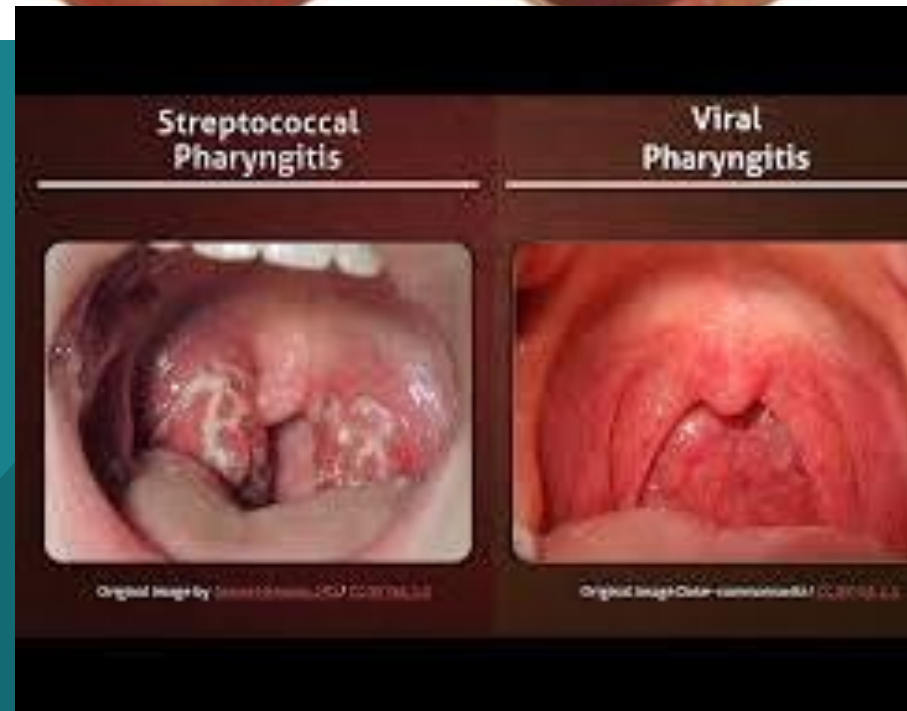 Streptococcal
Pharyngitis
Viral
Pharyngitis
Original Image by
Original Image